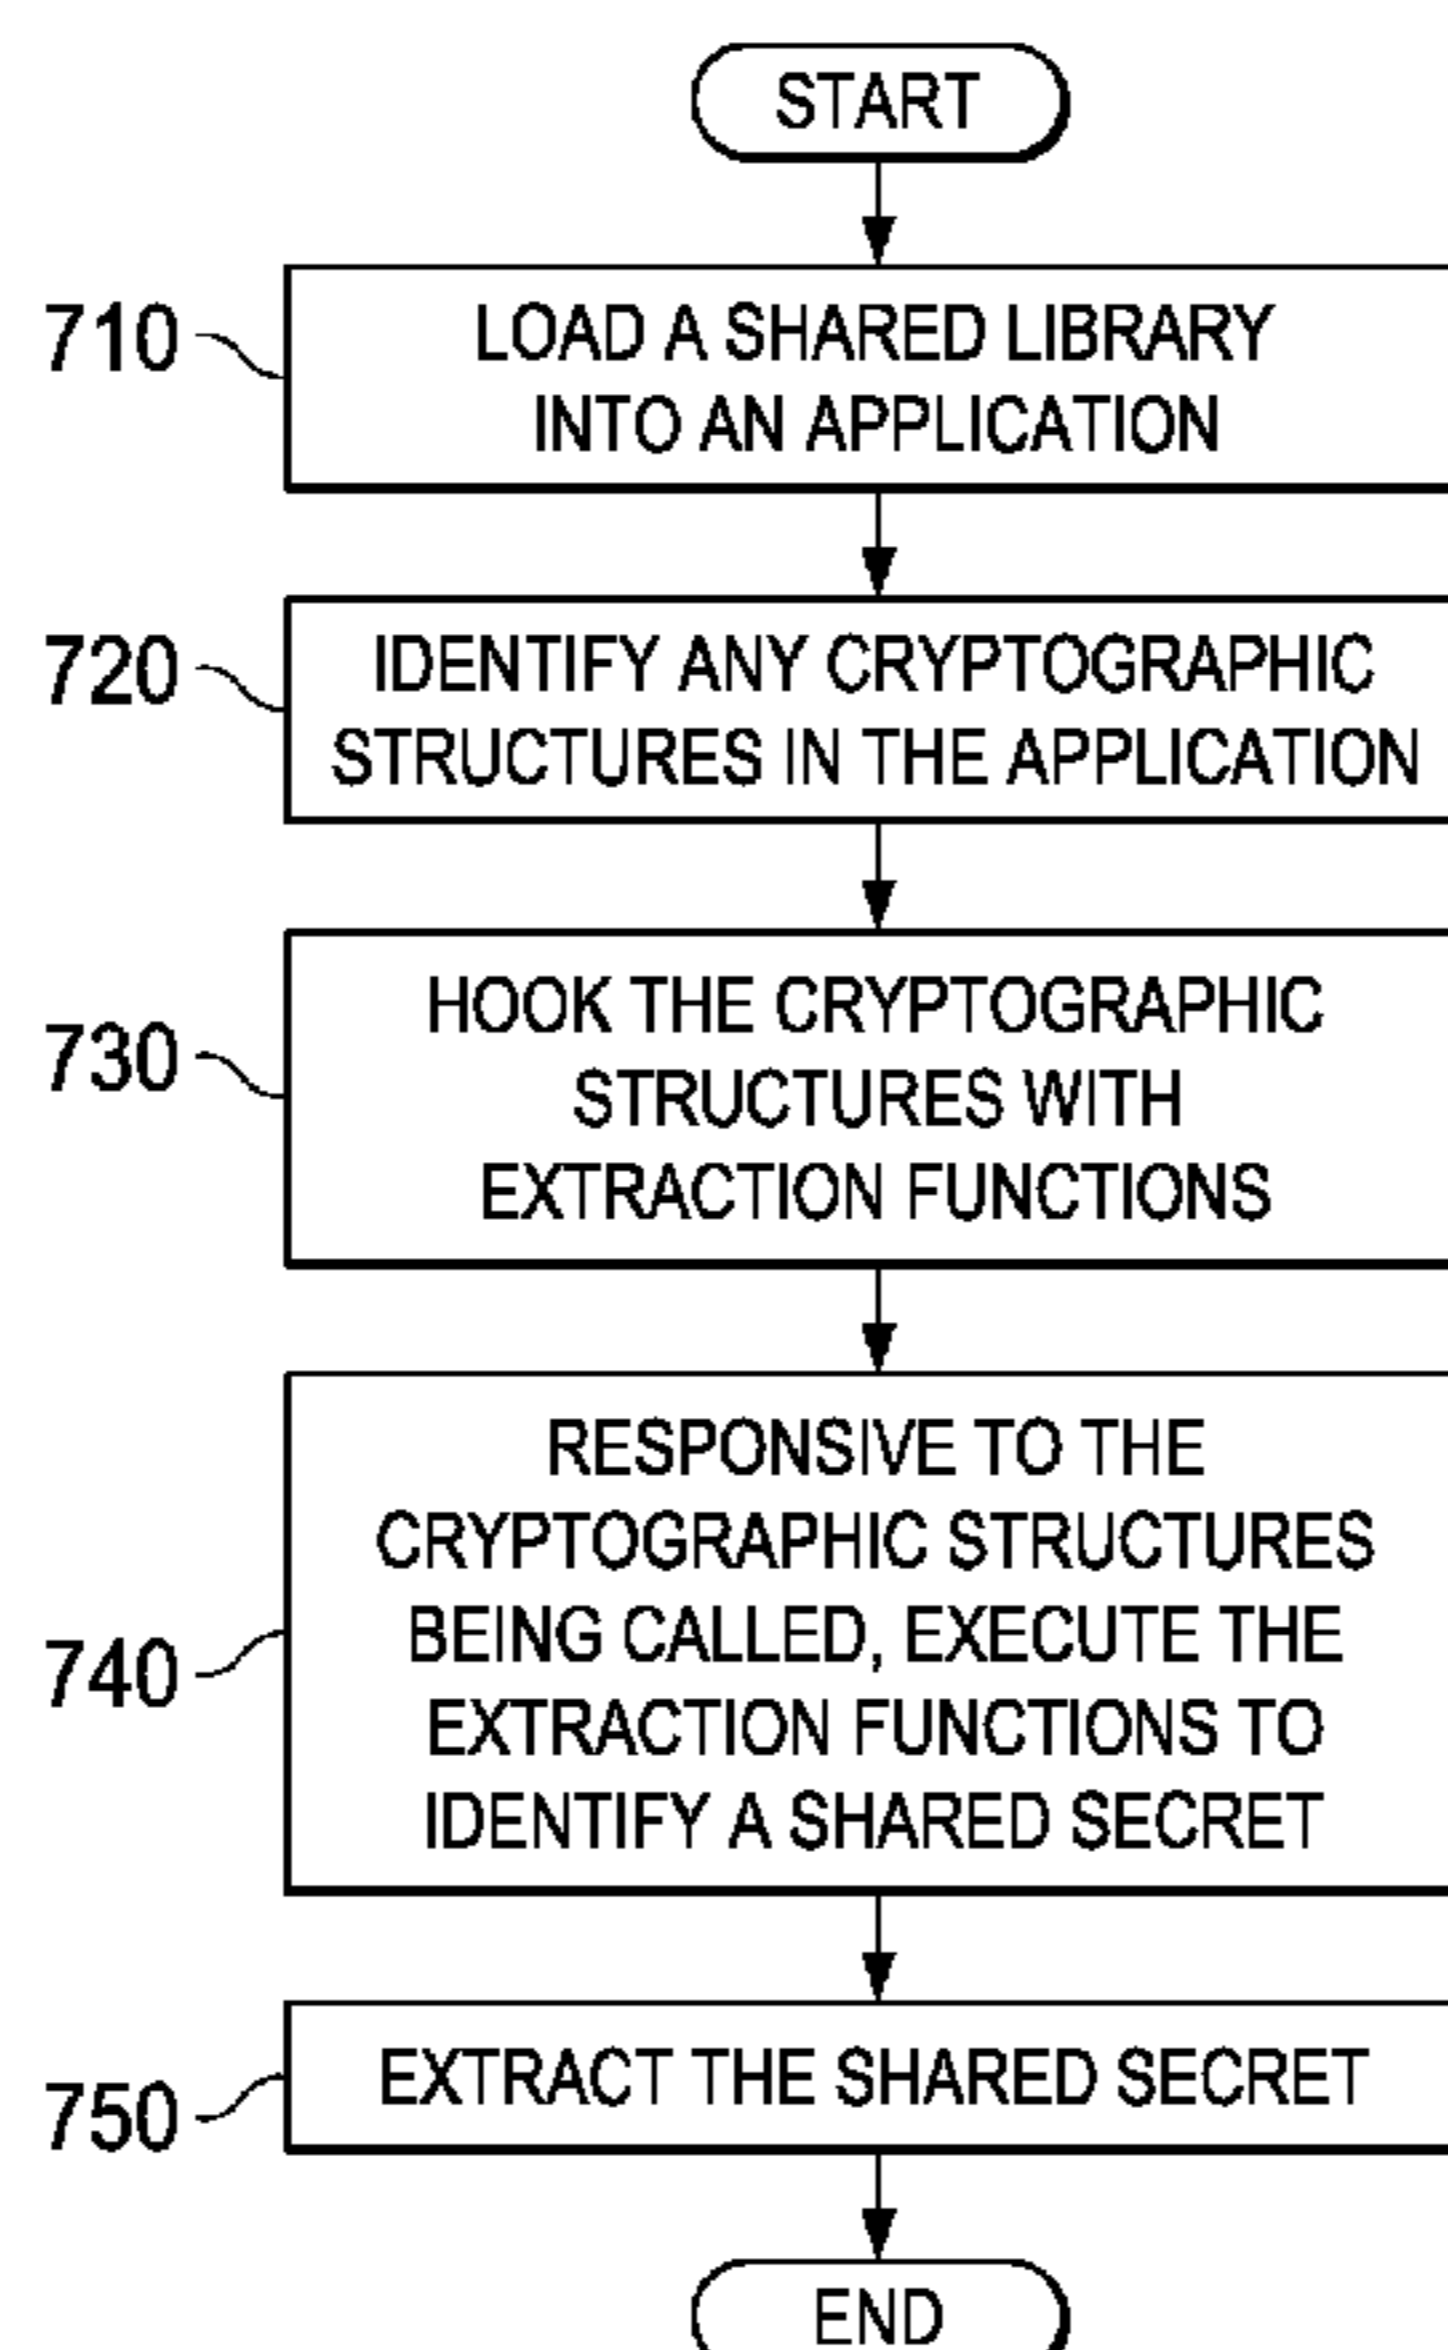 START
710
LOAD A SHARED LIBRARY
INTO AN APPLICATION
720
IDENTIFY ANY CRYPTOGRAPHIC
STRUCTURES IN THE APPLICATION
730
HOOK THE CRYPTOGRAPHIC
STRUCTURES WITH
EXTRACTION FUNCTIONS
740
RESPONSIVE TO THE
CRYPTOGRAPHIC STRUCTURES
BEING CALLED, EXECUTE THE
EXTRACTION FUNCTIONS TO
IDENTIFY A SHARED SECRET
750
EXTRACT THE SHARED SECRET
END